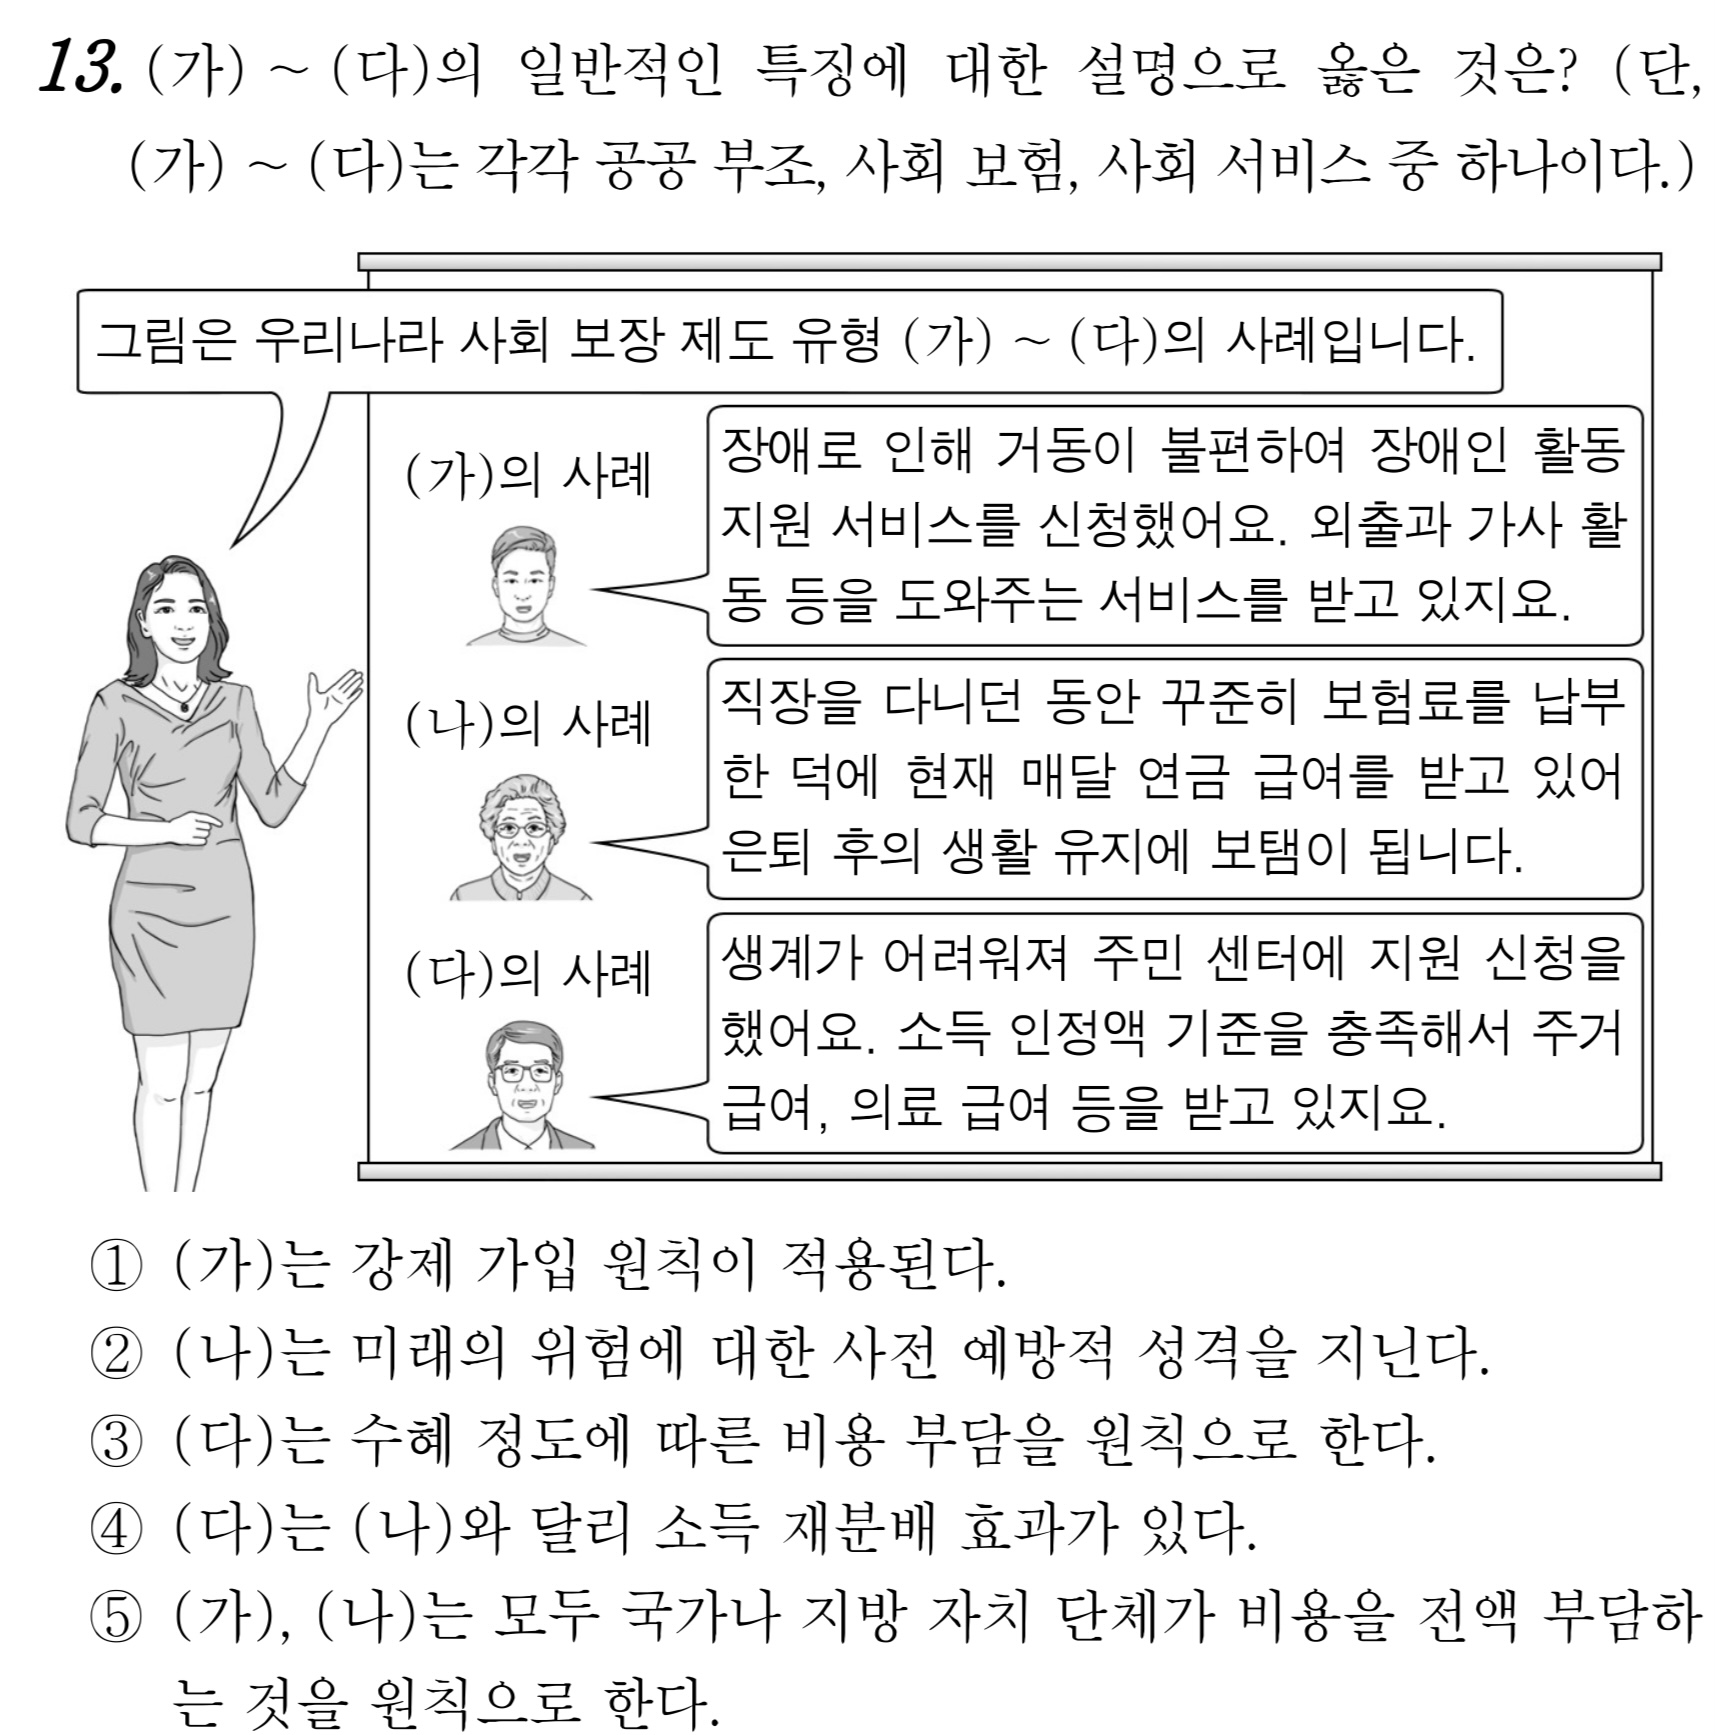 13. (가) ~ (다)의 일반적인 특징에 대한 설명으로 옳은 것은? (단,
(가) ~ (다)는 각각 공공 부조, 사회 보험, 사회 서비스 중 하나이다.)
그림은 우리나라 사회 보장 제도 유형 (가) ~ (다)의 사례입니다.
(가)의 사례
장애로 인해 거동이 불편하여 장애인 활동
지원 서비스를 신청했어요. 외출과 가사 활
동 등을 도와주는 서비스를 받고 있지요.
(나)의 사례
직장을 다니던 동안 꾸준히 보험료를 납부
한 덕에 현재 매달 연금 급여를 받고 있어
은퇴 후의 생활 유지에 보탬이 됩니다.
(다)의 사례
생계가 어려워져 주민 센터에 지원 신청을
했어요. 소득 인정액 기준을 충족해서 주거
급여, 의료 급여 등을 받고 있지요.
① (가)는 강제 가입 원칙이 적용된다.
② (나)는 미래의 위험에 대한 사전 예방적 성격을 지닌다.
③ (다)는 수혜 정도에 따른 비용 부담을 원칙으로 한다.
④ (다)는 (나)와 달리 소득 재분배 효과가 있다.
⑤ (가), (나)는 모두 국가나 지방 자치 단체가 비용을 전액 부담하
는 것을 원칙으로 한다.